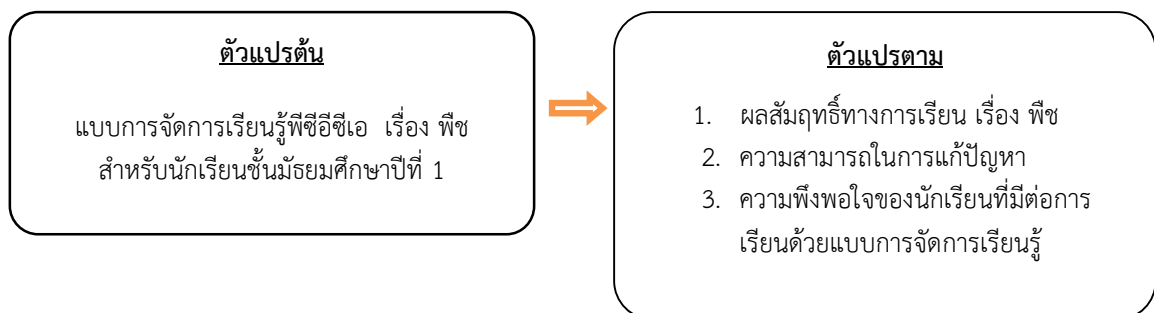 ตัวแปรต้น
แบบการจัดการเรียนรู้พีซีอีซีเอ เรื่อง พืช
สำหรับนักเรียนชั้นมัธยมศึกษาปีที่ 1
ตัวแปรตาม
1. ผลสัมฤทธิ์ทางการเรียน เรื่อง พืช
2. ความสามารถในการแก้ปัญหา
3. ความพึงพอใจของนักเรียนที่มีต่อการ
เรียนด้วยแบบการจัดการเรียนรู้